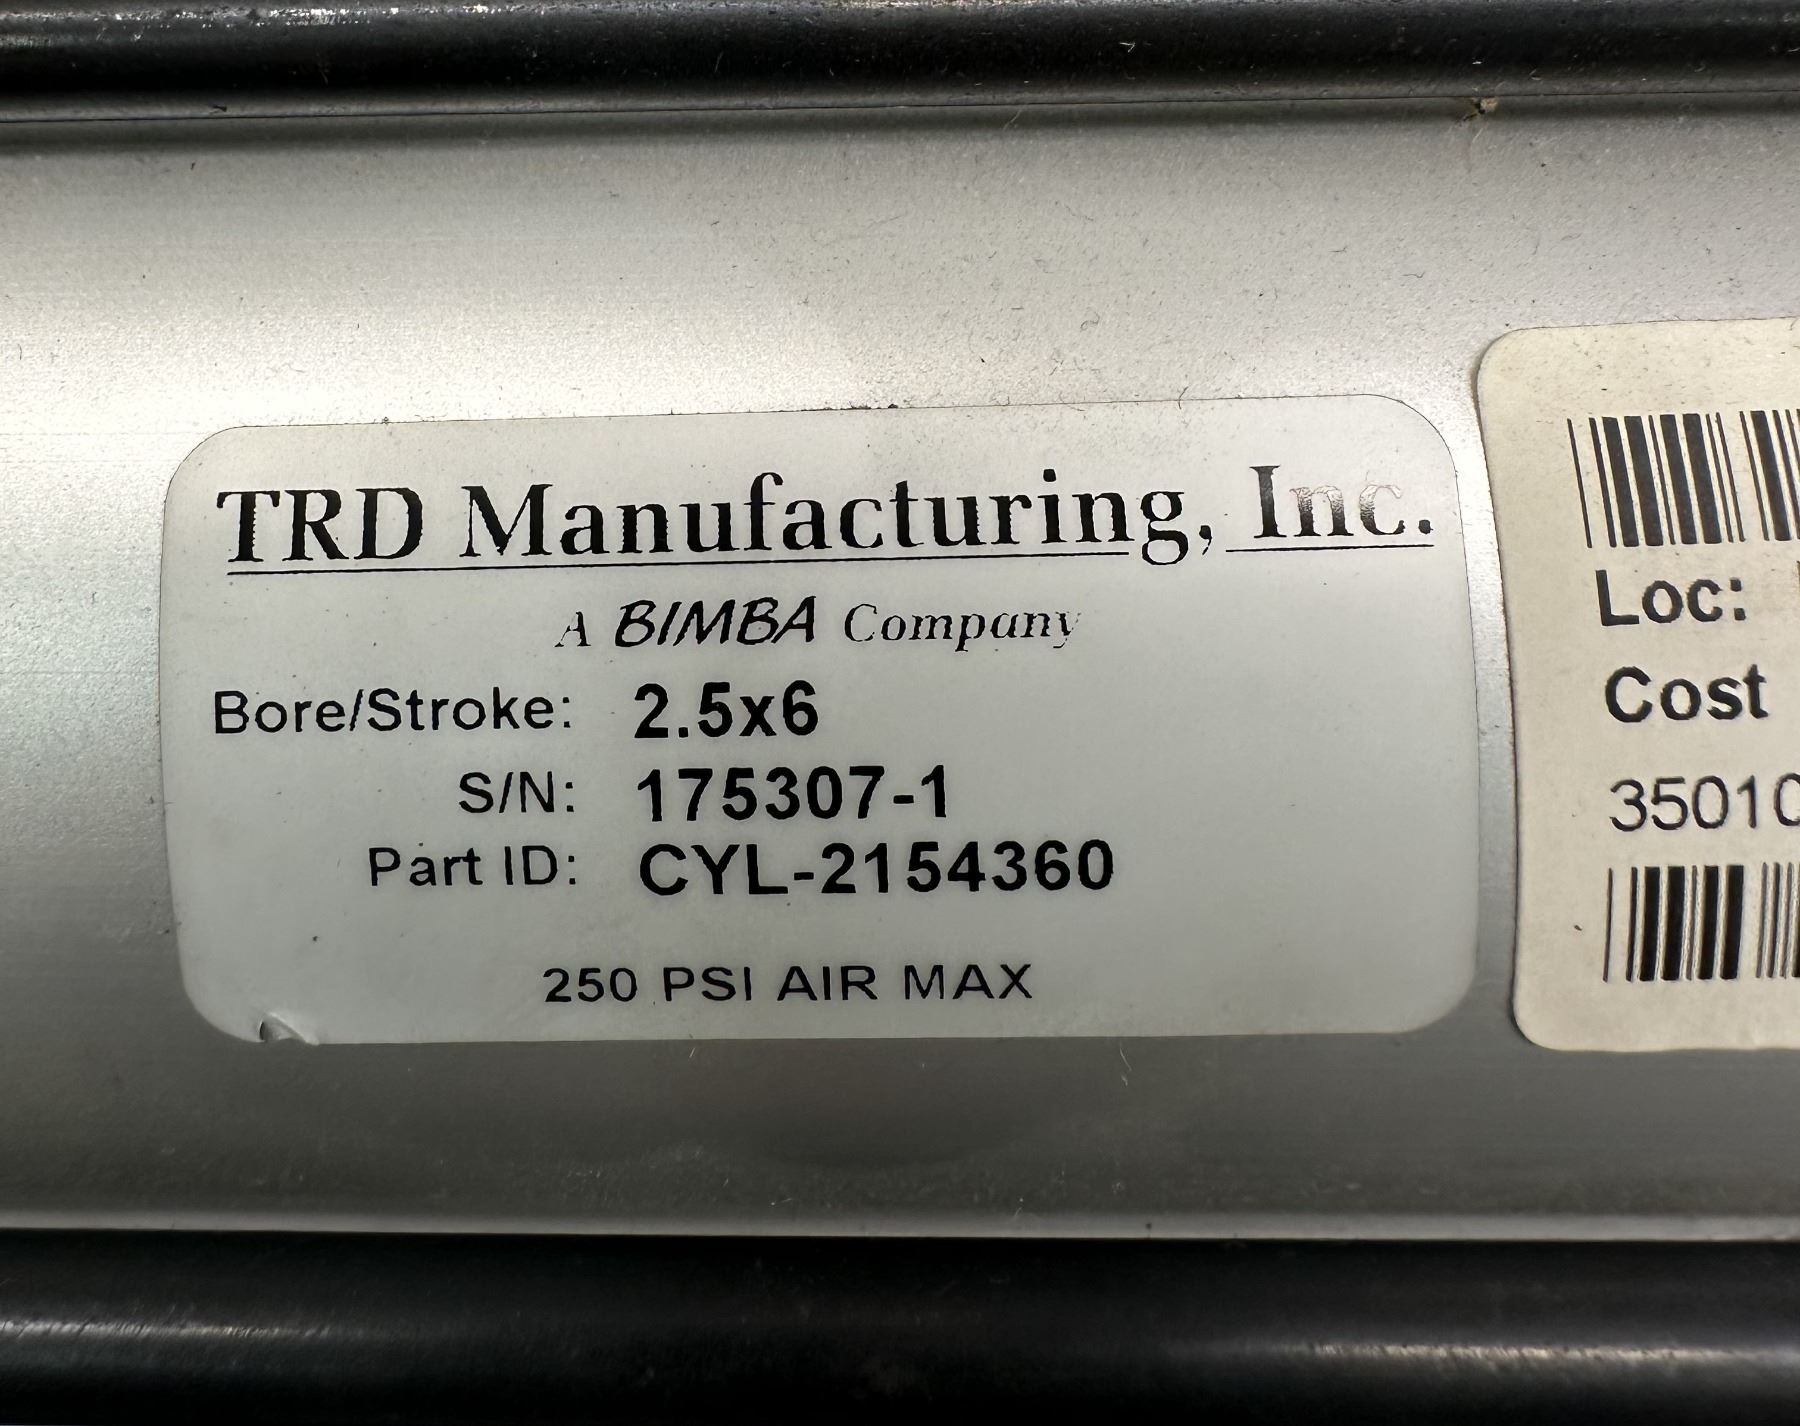 TRD Manufacturing, Inc.
A BIMBA Company
Bore/Stroke: 2.5x6
S/N: 175307-1
Part ID: CYL-2154360
250 PSI AIR MAX
Loc:
Cost
35010